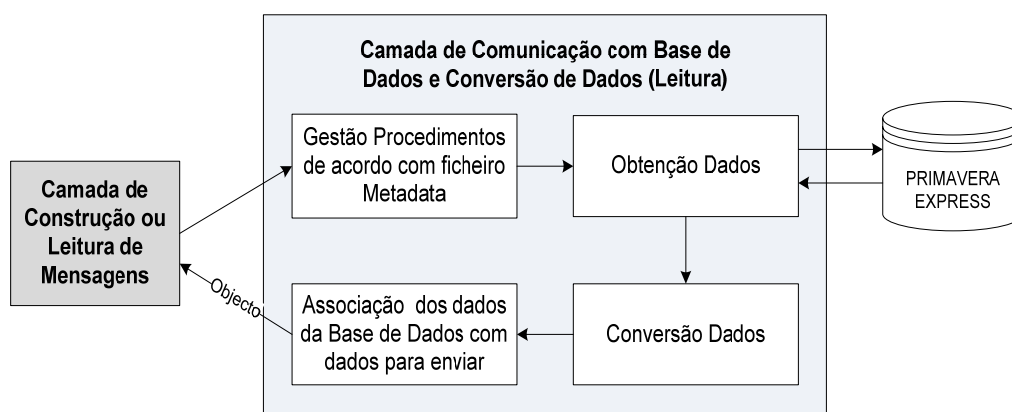 Camada de Comunicação com Base de
Dados e Conversão de Dados (Leitura)
Gestão Procedimentos
de acordo com ficheiro
Metadata
Obtenção Dados
PRIMAVERA
EXPRESS
Camada de
Construção ou
Leitura de
Mensagens
Objecto
Associação dos dados
da Base de Dados com
dados para enviar
Conversão Dados